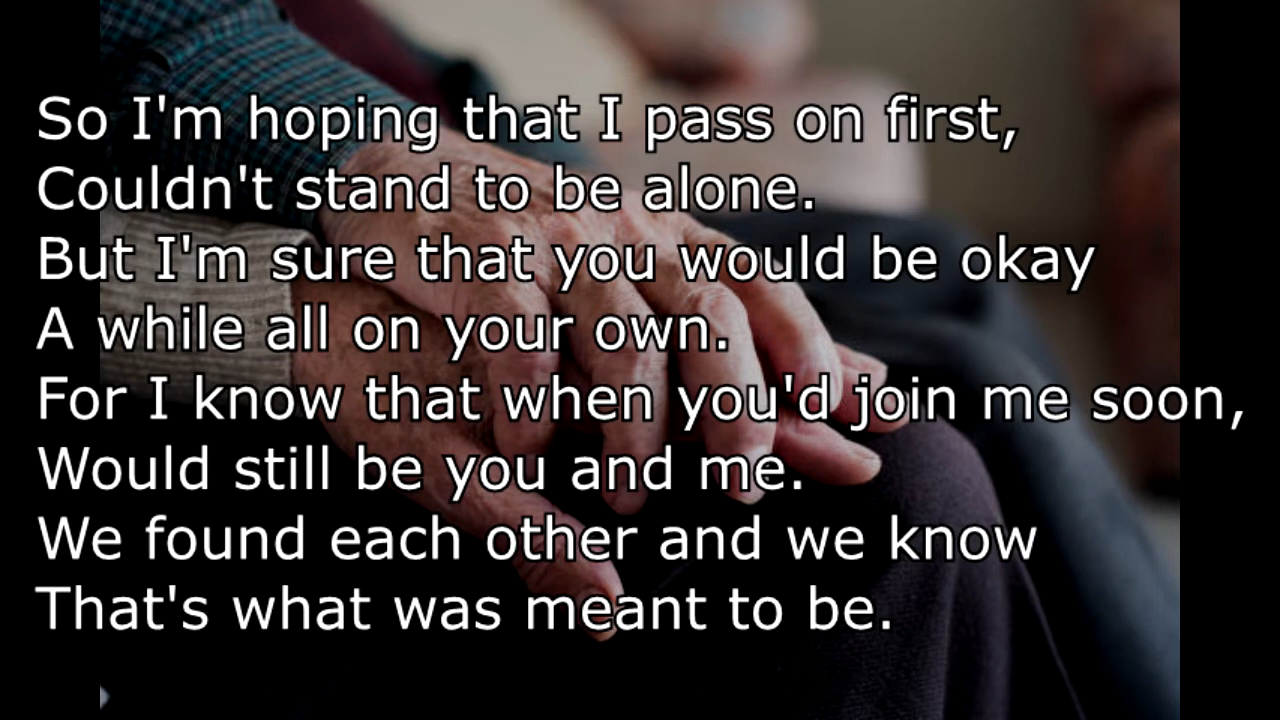 So I'm hoping that I pass on first,
Couldn't stand to be alone.
But I'm sure that you would be okay
A while all on your own.
For I know that when you'd join me soon,
Would still be you and me.
We found each other and we know
That's what was meant to be.